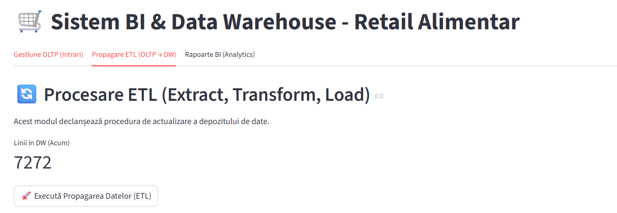 Sistem BI & Data Warehouse - Retail Alimentar
Gestiune OLTP (Intrari) Propagare ETL (OLTP → DW) Rapoarte BI (Analytics)
Procesare ETL (Extract, Transform, Load)
Acest modul declanșează procedura de actualizare a depozitului de date.
Linii in DW (Acum)
7272
Execută Propagarea Datelor (ETL)